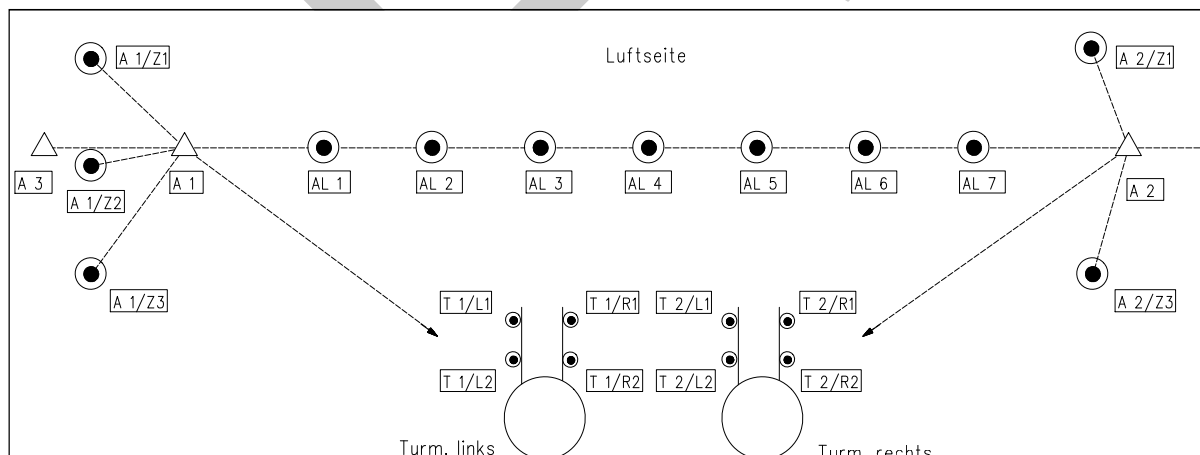 A 1/Z1
Luftseite
A 2/Z1
A 3
A 1/Z2
A 1
AL 1
AL 2
AL 3
AL 4
AL 5
AL 6
AL 7
A 2
A 1/Z3
T 1/L1
T 1/R1
T 2/L1
T 2/R1
A 2/Z3
T 1/L2
T 1/R2
T 2/L2
T 2/R2
Turm. links
Turm. rechts